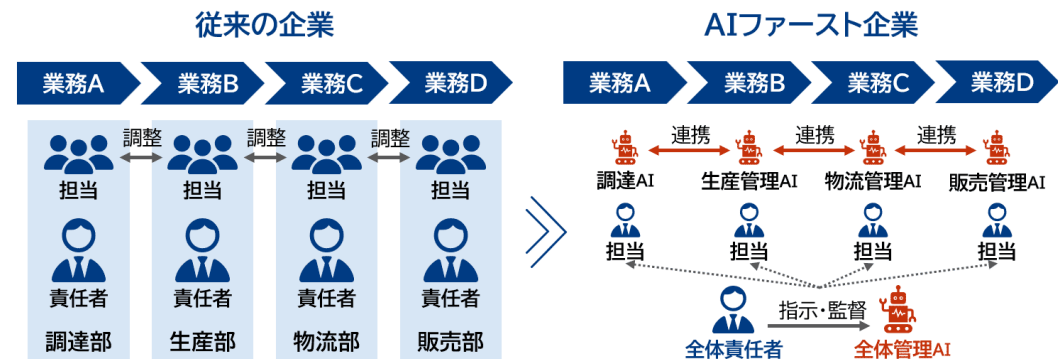 従来の企業
業務A
業務B
業務C
業務D
調整
調整
調整
担当
担当
担当
担当
責任者
責任者
責任者
責任者
調達部
生産部
物流部
販売部
AIファースト企業
業務A
業務B
業務C
業務D
連携
連携
連携
調達AI
生産管理AI
物流管理AI
販売管理AI
担当
担当
担当
担当
指示・監督
全体責任者
全体管理AI